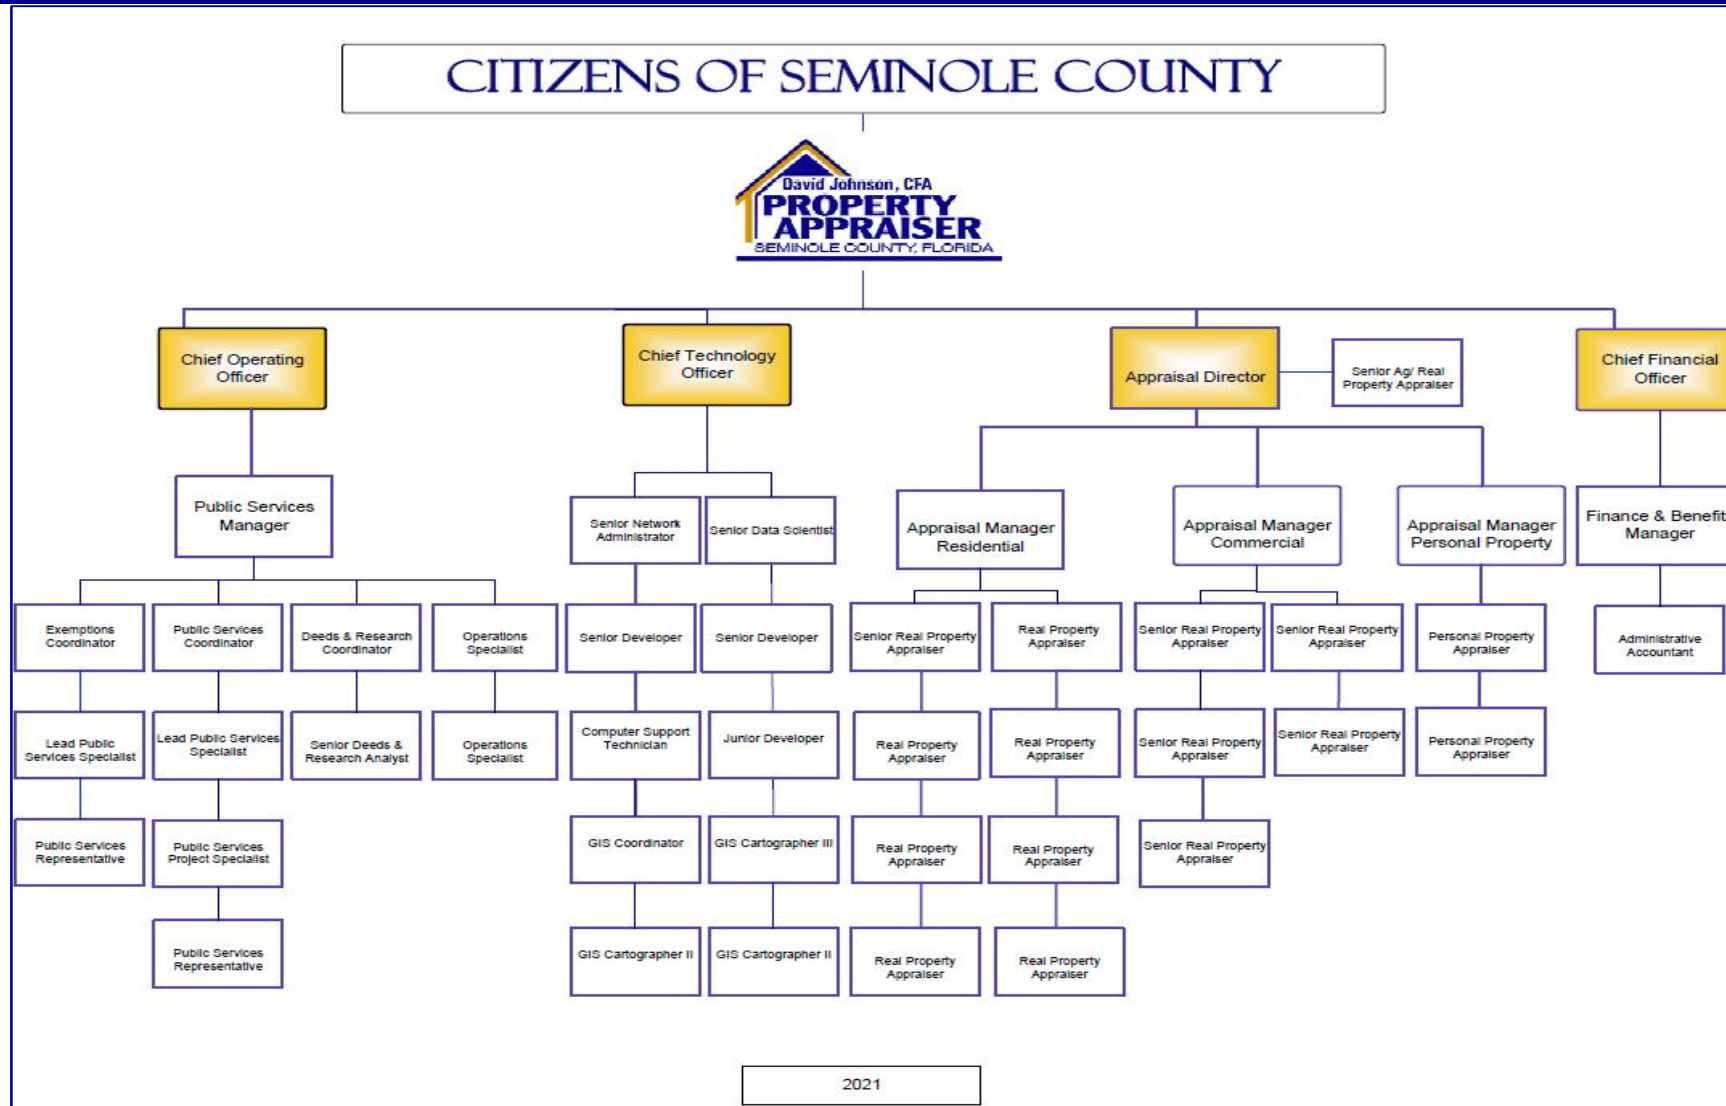 CITIZENS OF SEMINOLE COUNTY
David Johnson, CFA
PROPERTY
APPRAISER
SEMINOLE COUNTY, FLORIDA
Chief Operating
Officer
Chief Technology
Officer
Appraisal Director
Senior Ag/ Real
Property Appraiser
Chief Financial
Officer
Public Services
Manager
Senior Network
Administrator
Senior Data Scientist
Appraisal Manager
Residential
Appraisal Manager
Commercial
Appraisal Manager
Personal Property
Finance & Benefit
Manager
Exemptions
Coordinator
Public Services
Coordinator
Deeds & Research
Coordinator
Operations
Specialist
Senior Developer
Senior Developer
Senior Real Property
Appraiser
Real Property
Appraiser
Senior Real Property
Appraiser
Senior Real Property
Appraiser
Personal Property
Appraiser
Administrative
Accountant
Lead Public
Services Specialist
Lead Public Services
Specialist
Senior Deeds &
Research Analyst
Operations
Specialist
Computer Support
Technician
Junior Developer
Real Property
Appraiser
Real Property
Appraiser
Senior Real Property
Appraiser
Senior Real Property
Appraiser
Personal Property
Appraiser
Public Services
Representative
Public Services
Project Specialist
GIS Coordinator
GIS Cartographer III
Real Property
Appraiser
Real Property
Appraiser
Senior Real Property
Appraiser
Public Services
Representative
GIS Cartographer II
GIS Cartographer II
Real Property
Appraiser
Real Property
Appraiser
2021